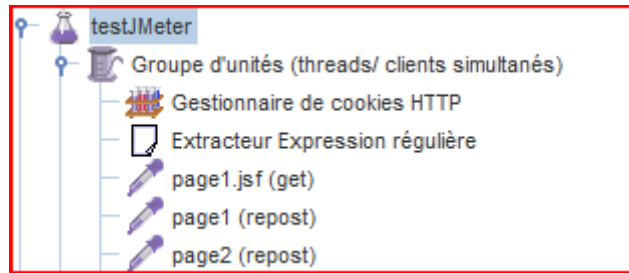 testJMeter
Groupe d'unités (threads/ clients simultanés)
Gestionnaire de cookies HTTP
Extracteur Expression régulière
page1.jsf (get)
page1 (repost)
page2 (repost)